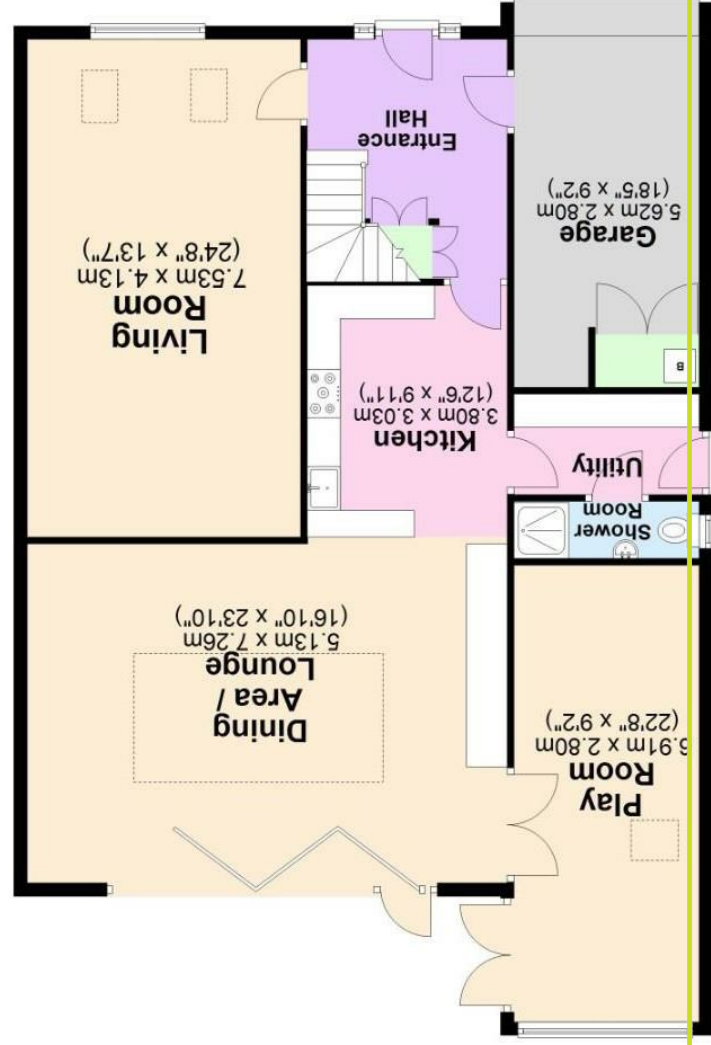 Play
Room
6.91m x 2.80m
(22'8" x 9'2")
Dining
Area /
Lounge
5.13m x 7.26m
(16'10" x 23'10")
Shower
Room
Utility
Kitchen
3.80m x 3.03m
(12'6" x 9'11")
B
Living
Room
7.53m x 4.13m
(24'8" x 13'7")
Garage
5.62m x 2.80m
(18'5" x 9'2")
Entrance
Hall